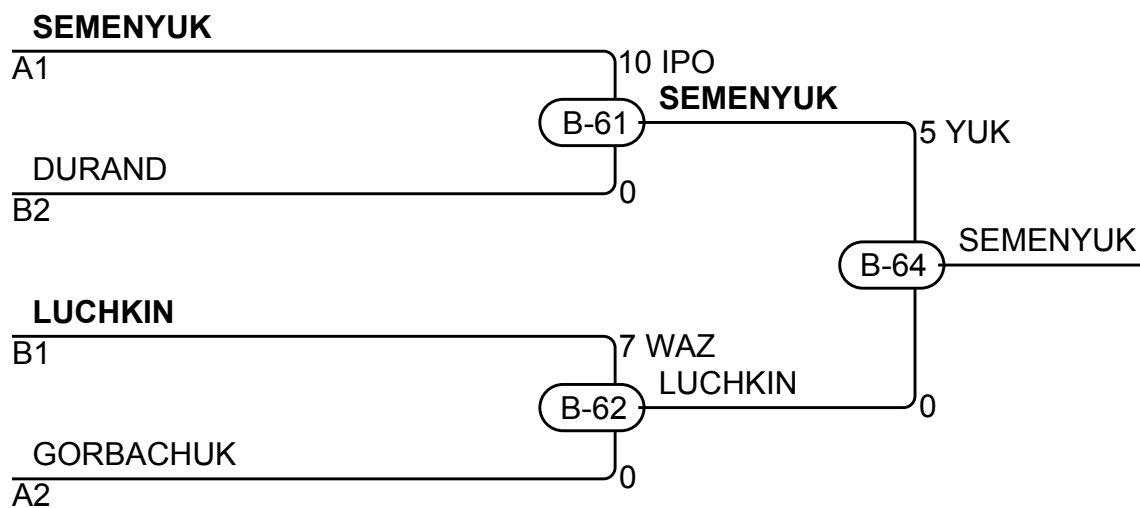 SEMENYUK
A1
10 IPO
SEMENYUK
B-61
5 YUK
DURAND
B2
0
SEMENYUK
B-64
LUCHKIN
B1
7 WAZ
LUCHKIN
B-62
0
GORBACHUK
A2
0